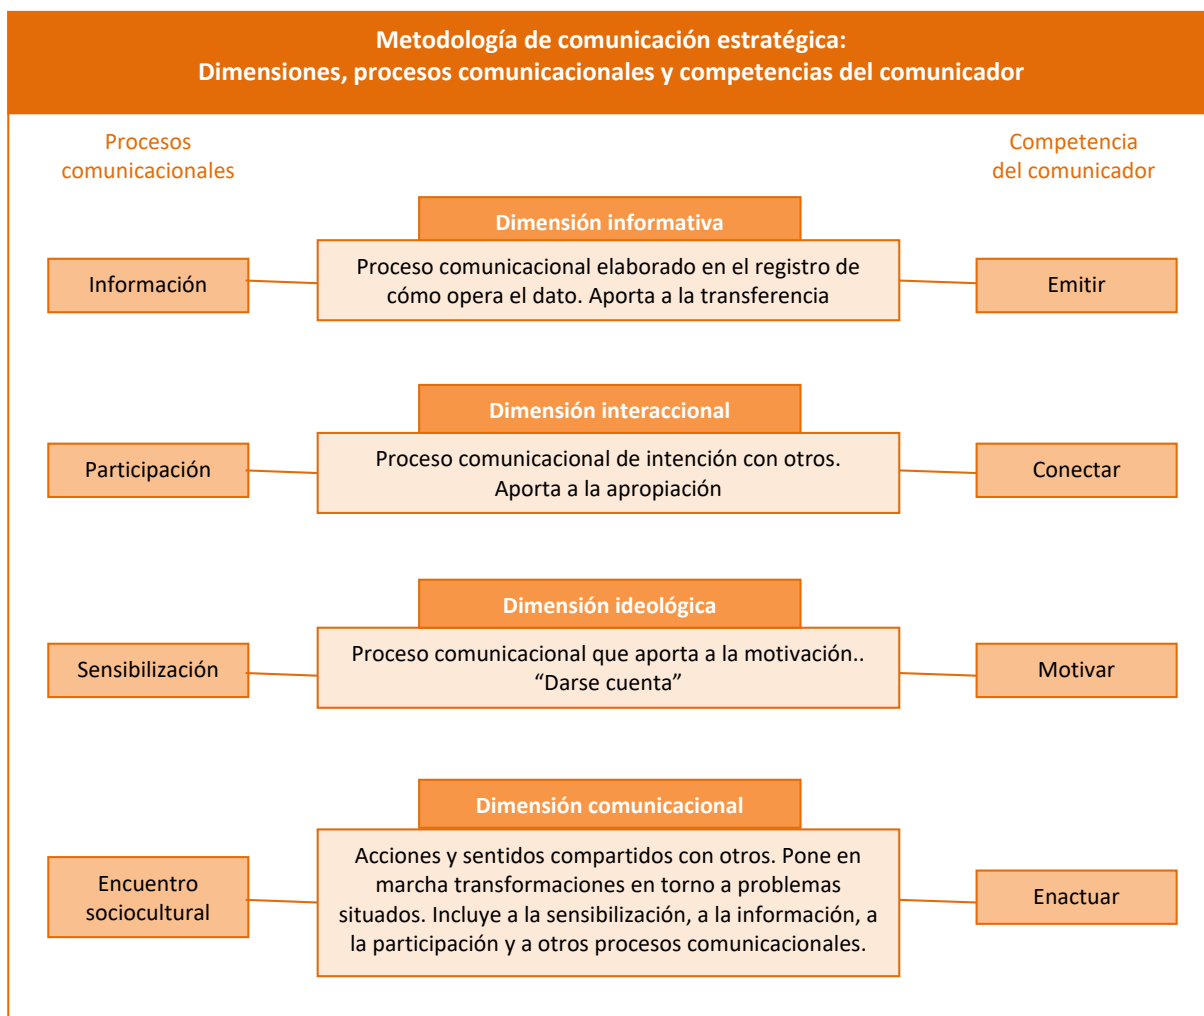 Metodología de comunicación estratégica:
Dimensiones, procesos comunicacionales y competencias del comunicador
Procesos
comunicacionales
Competencia
del comunicador
Dimensión informativa
Información
Proceso comunicacional elaborado en el registro de
cómo opera el dato. Aporta a la transferencia
Emitir
Dimensión interaccional
Participación
Proceso comunicacional de intención con otros.
Aporta a la apropiación
Conectar
Dimensión ideológica
Sensibilización
Proceso comunicacional que aporta a la motivación..
“Darse cuenta”
Motivar
Dimensión comunicacional
Encuentro
sociocultural
Acciones y sentidos compartidos con otros. Pone en
marcha transformaciones en torno a problemas
situados. Incluye a la sensibilización, a la información, a
la participación y a otros procesos comunicacionales.
Enactuar